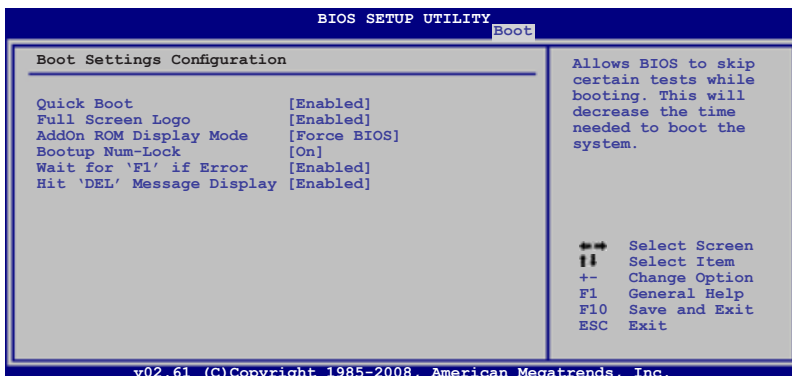 BIOS SETUP UTILITY
Boot
Boot Settings Configuration
Quick Boot [Enabled]
Full Screen Logo [Enabled]
AddOn ROM Display Mode [Force BIOS]
Bootup Num-Lock [On]
Wait for ‘F1’ if Error [Enabled]
Hit ‘DEL’ Message Display [Enabled]
Allows BIOS to skip
certain tests while
booting. This will
decrease the time
needed to boot the
system.
←→ Select Screen
↑↓ Select Item
+- Change Option
F1 General Help
F10 Save and Exit
ESC Exit
v02.61 (C)Copyright 1985-2008, American Megatrends, Inc.